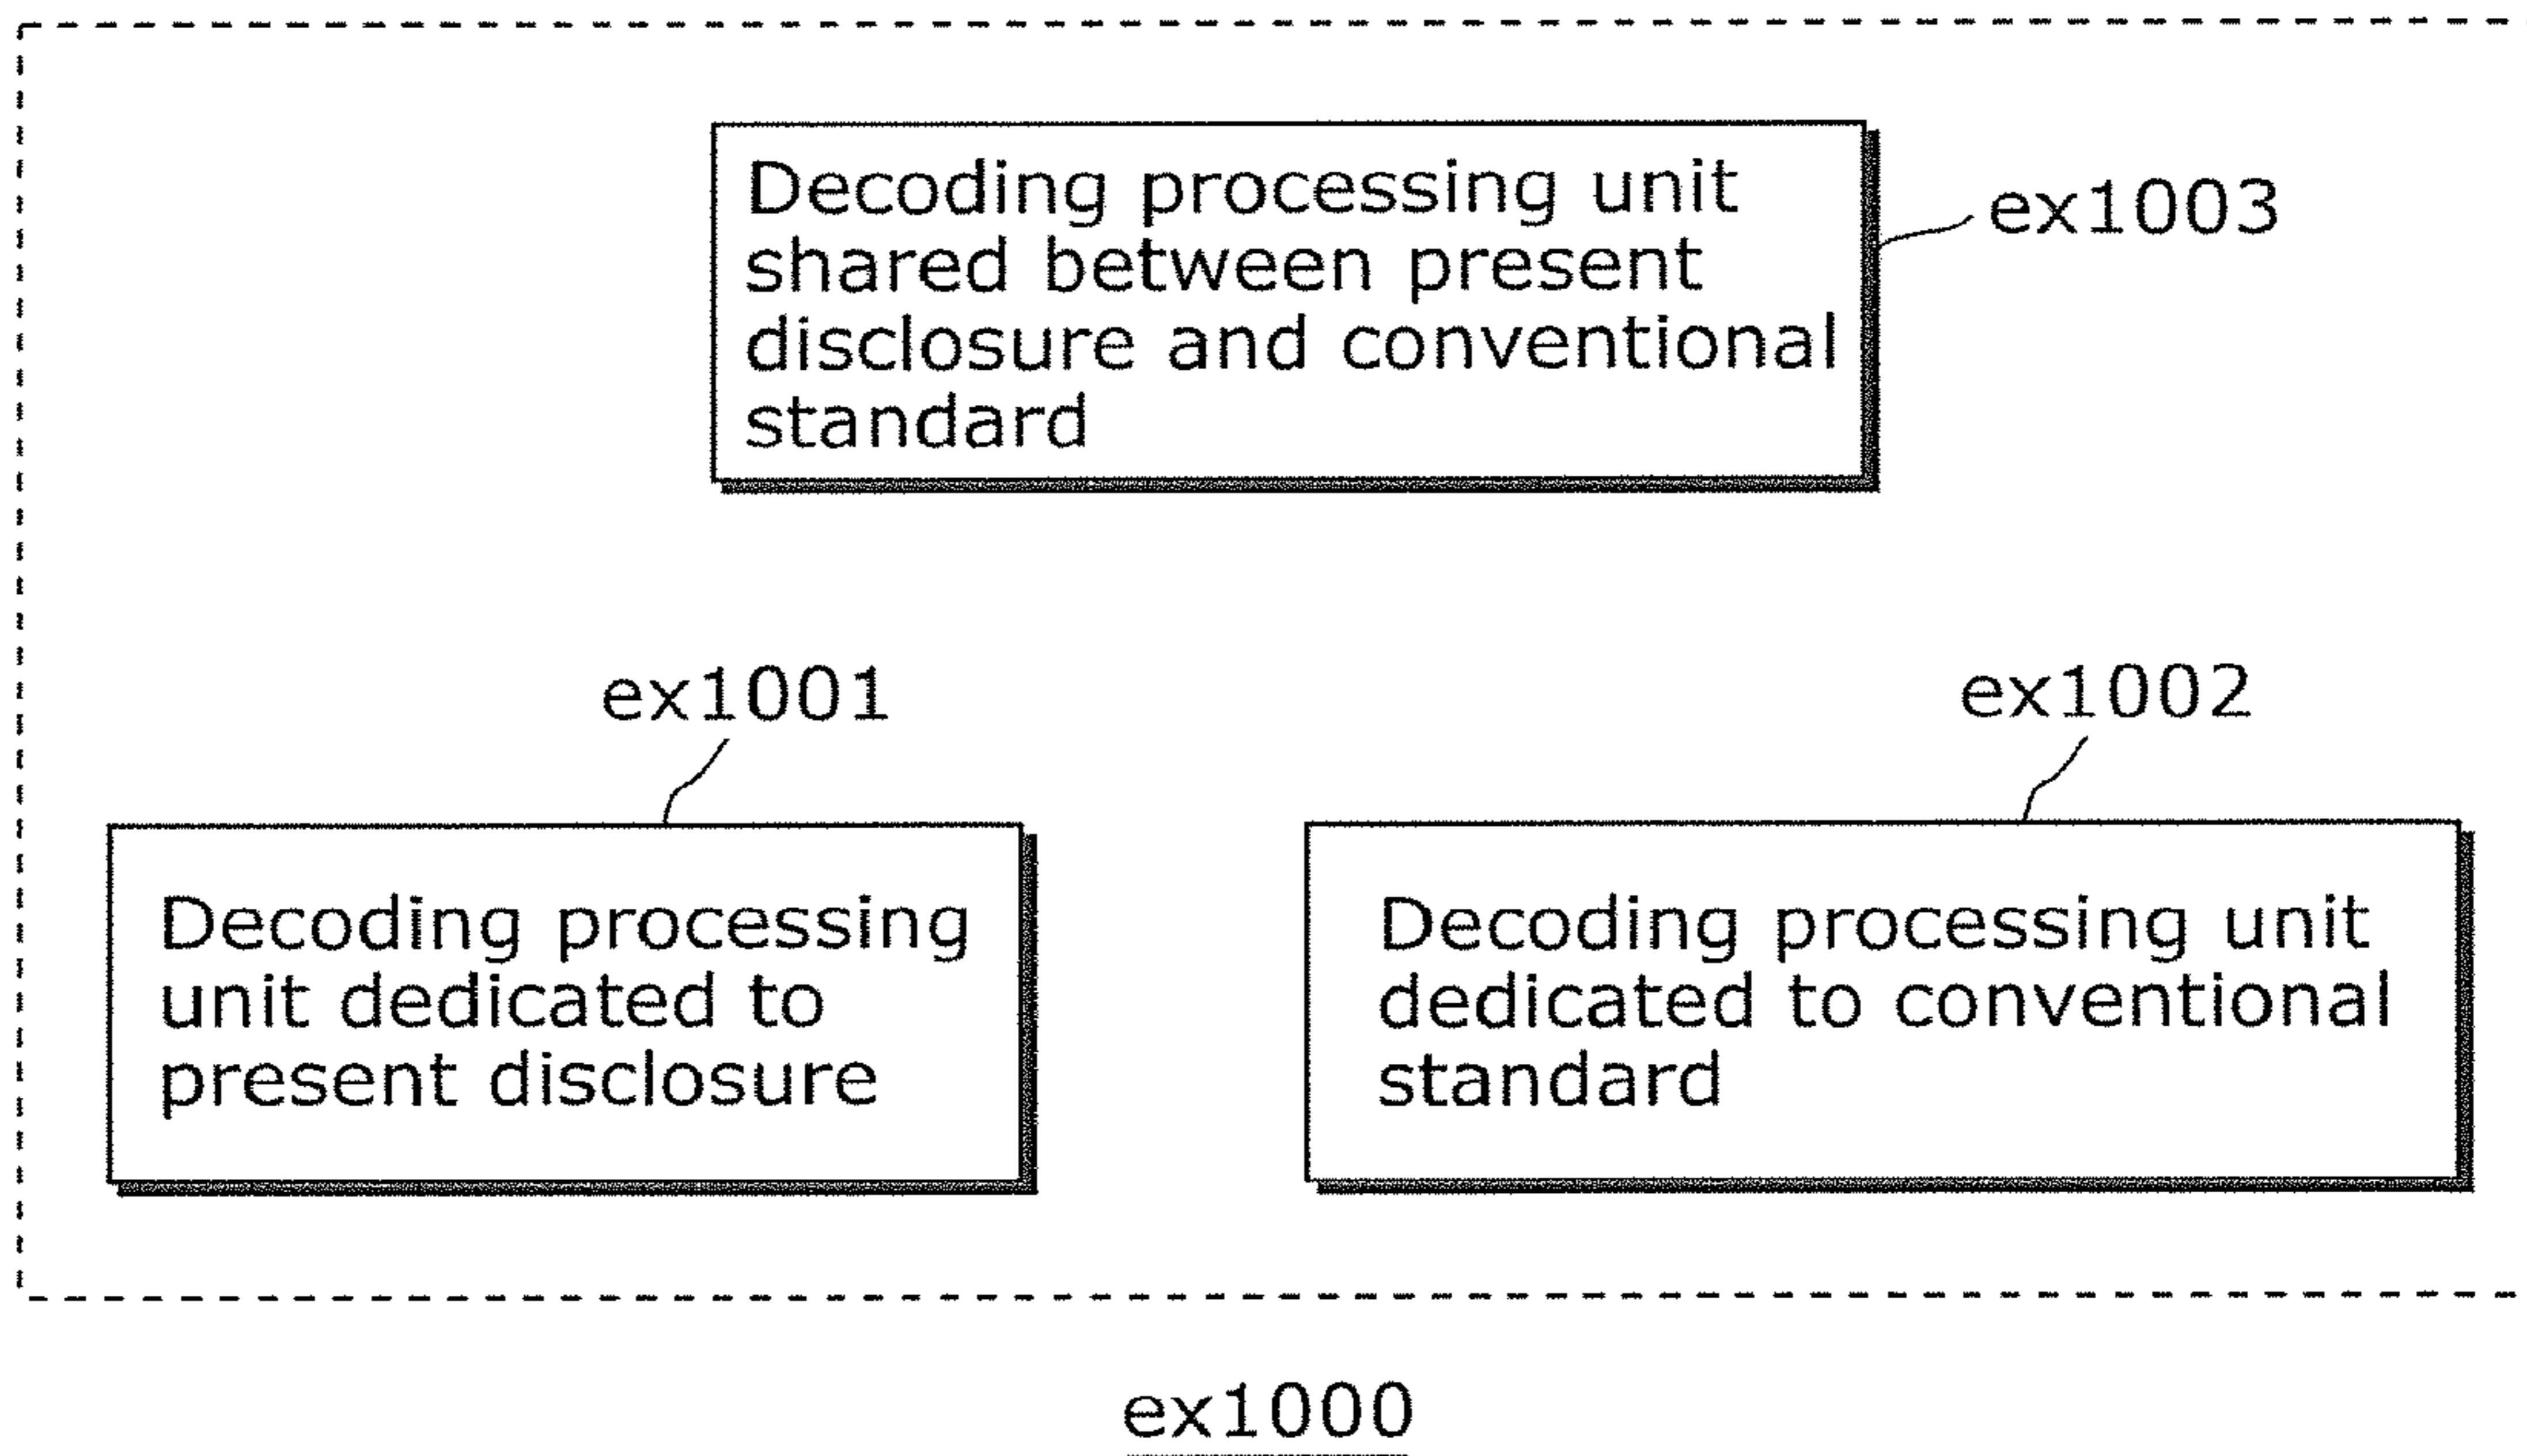 Decoding processing unit
shared between present
disclosure and conventional
standard
ex1003
ex1001
ex1002
Decoding processing
unit dedicated to
present disclosure
Decoding processing unit
dedicated to conventional
standard
ex1000